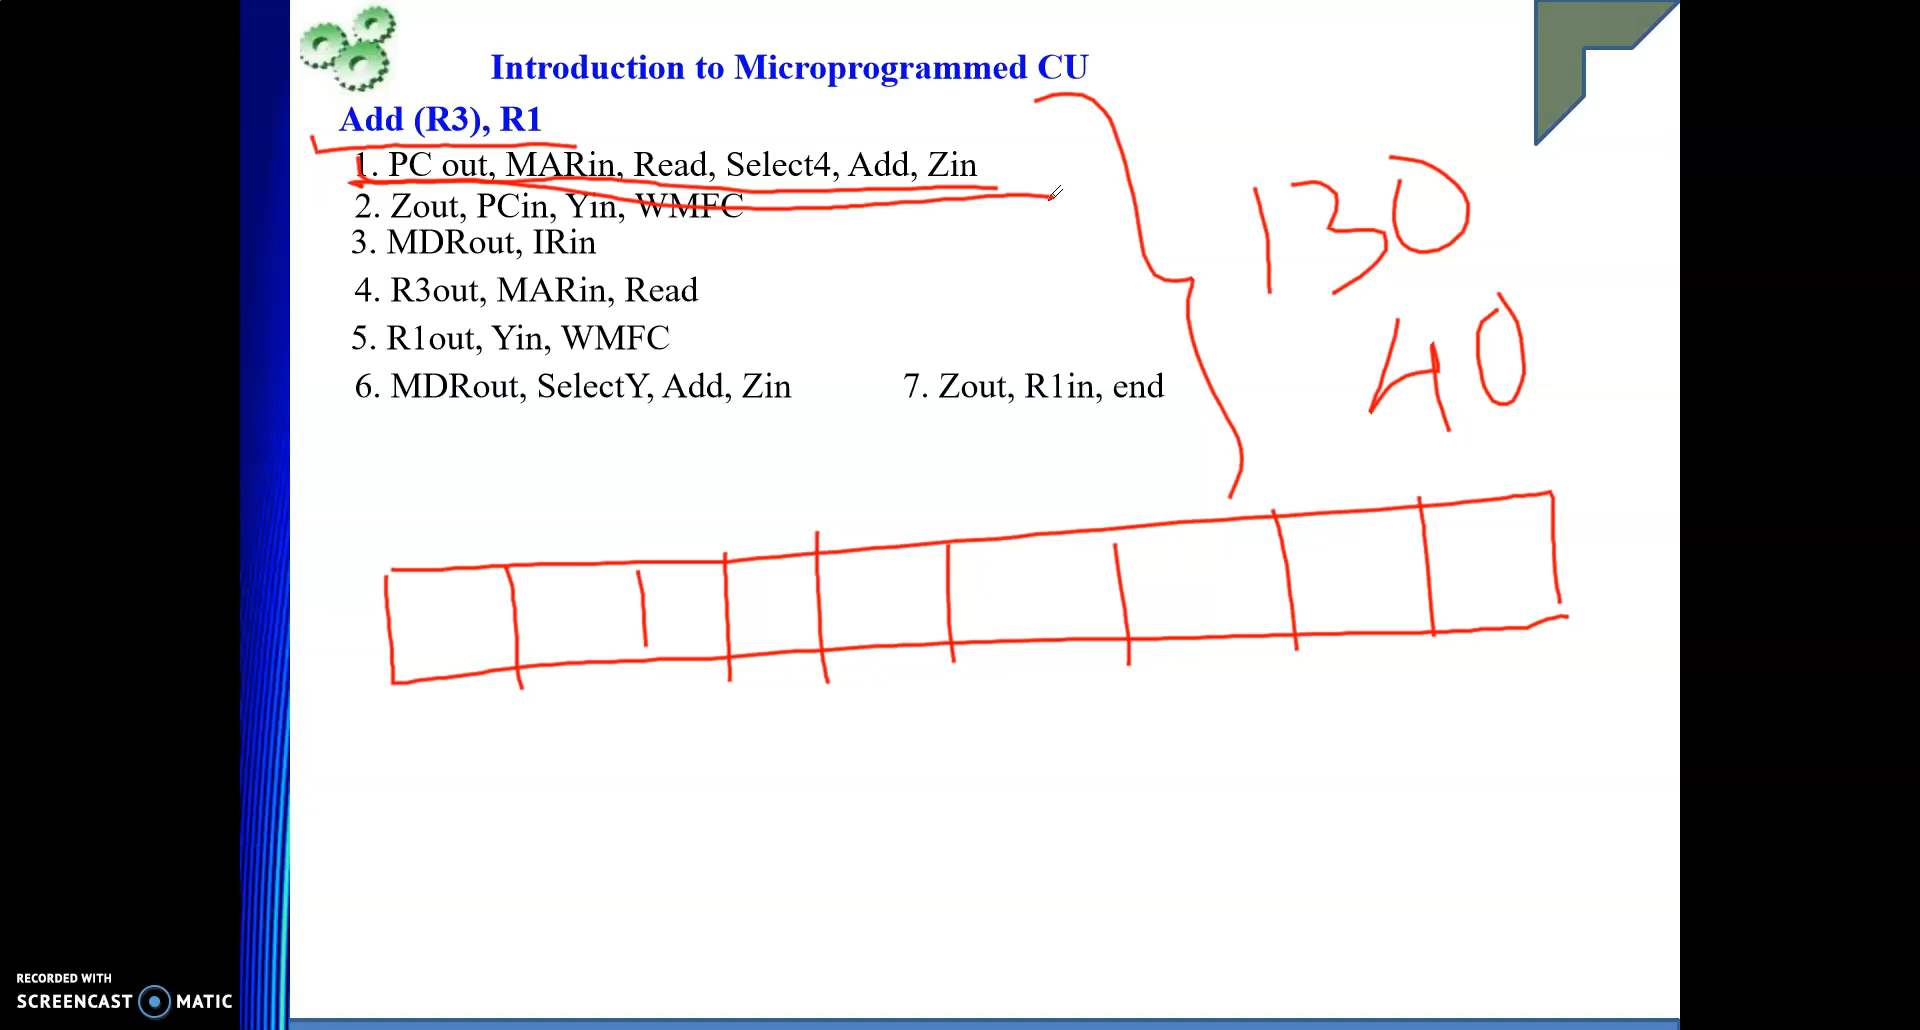 Introduction to Microprogrammed CU
Add (R3), R1
1. PC out, MARin, Read, Select4, Add, Zin
2. Zout, PCin, Yin, WMFC
3. MDRout, IRin
4. R3out, MARin, Read
5. R1out, Yin, WMFC
6. MDRout, SelectY, Add, Zin
7. Zout, R1in, end
130
40
RECORDED WITH
SCREENCAST MATIC